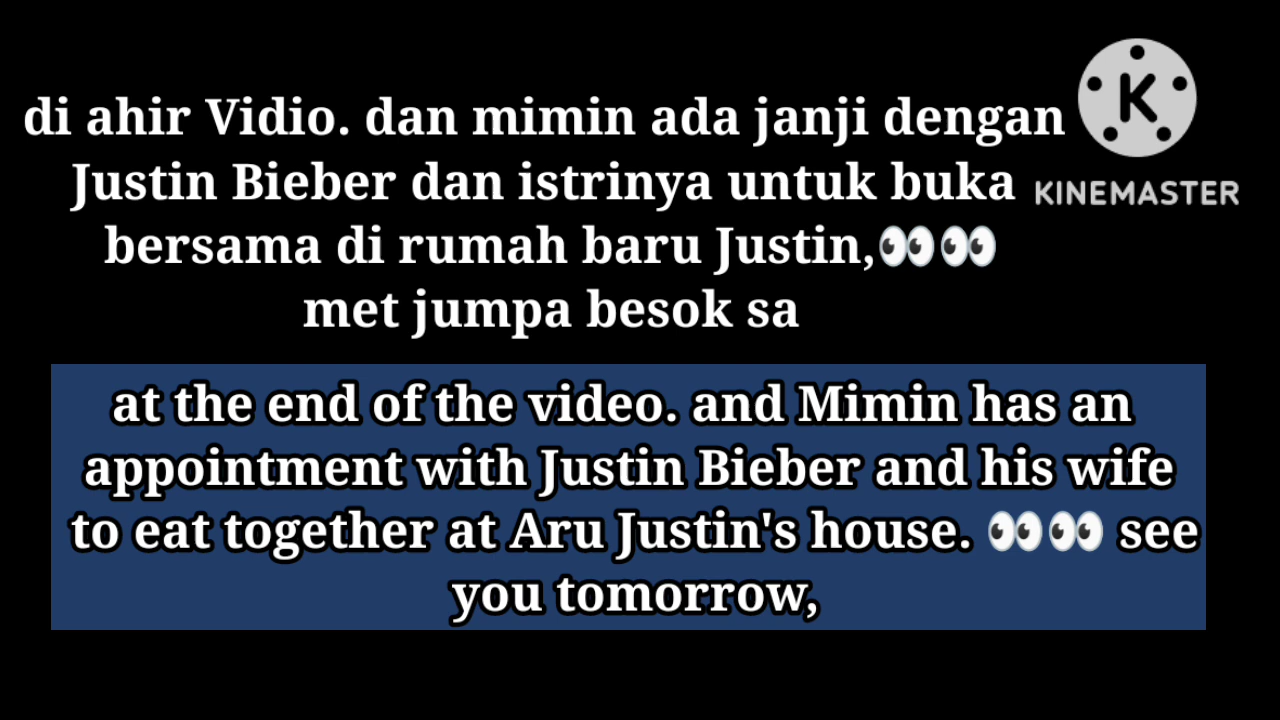 di ahir Vidio. dan mimin ada janji dengan
Justin Bieber dan istrinya untuk buka
bersama di rumah baru Justin,👀👀
met jumpa besok sa
KINEMASTER
at the end of the video. and Mimin has an
appointment with Justin Bieber and his wife
to eat together at Aru Justin's house. 👀👀 see
you tomorrow,